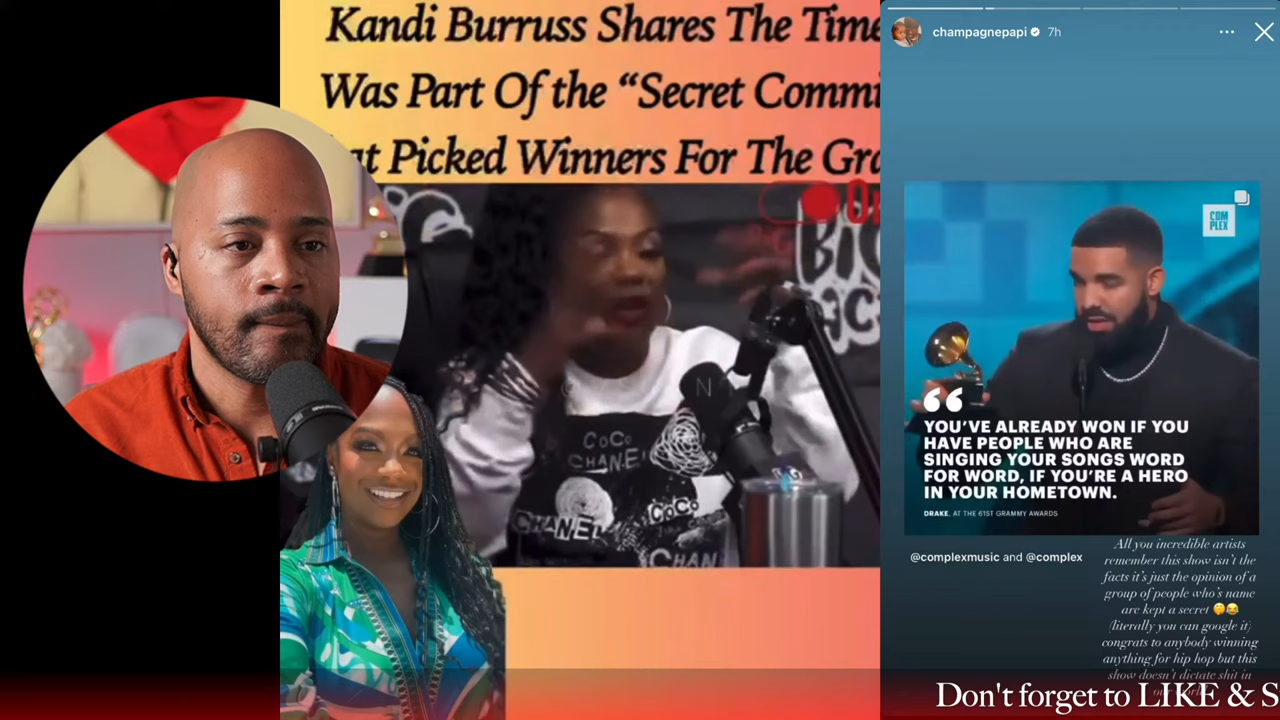 Kandi Burruss Shares The Time
Was Part Of the “Secret Commi
at Picked Winners For The Gra
BIG
COCO
CHANEL
CHANEL
COCO
CHAN
champagnepapi 7h
COM
PLEX
“
YOU’VE ALREADY WON IF YOU
HAVE PEOPLE WHO ARE
SINGING YOUR SONGS WORD
FOR WORD, IF YOU’RE A HERO
IN YOUR HOMETOWN.
DRAKE, AT THE 61ST GRAMMY AWARDS
@complexmusic and @complex
All you incredible artists
remember this show isn’t the
facts it’s just the opinion of a
group of people who’s name
are kept a secret 🤫😂
(literally you can google it)
congrats to anybody winning
anything for hip hop but this
show doesn’t dictate shit in
Don't forget to LIKE & S